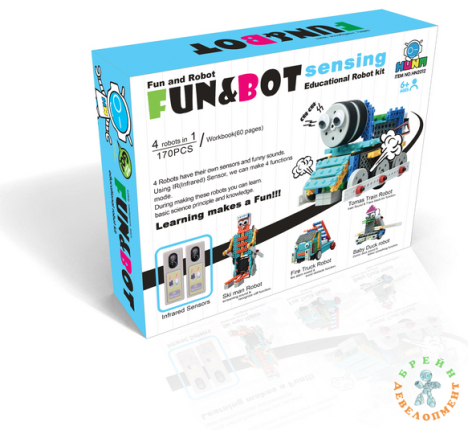 FUN&BOT
Fun and Robot
FUN&BOT sensing
Educational Robot kit
HUNA
6+
4 robots in 1 / Workbook(60 pages)
170PCS
4 Robots have their own sensors and funny sounds.
Using IR(Infrared) Sensor, we can make 4 functions
mode.
During making these robots you can learn,
basic science principle and knowledge.
Learning makes a Fun!!!
Tomas Train Robot
Infrared Sensors
Ski man Robot
Fire Truck Robot
Baby Duck robot
FUN&BOT
БРЕЙН
ДЕВЕЛОПМЕНТ